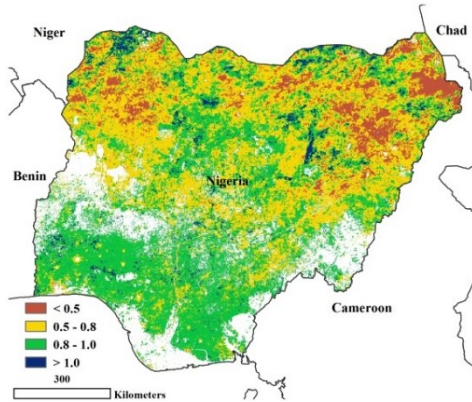 Niger
Chad
Benin
Nigeria
Cameroon
< 0.5
0.5 - 0.8
0.8 - 1.0
> 1.0
300
Kilometers